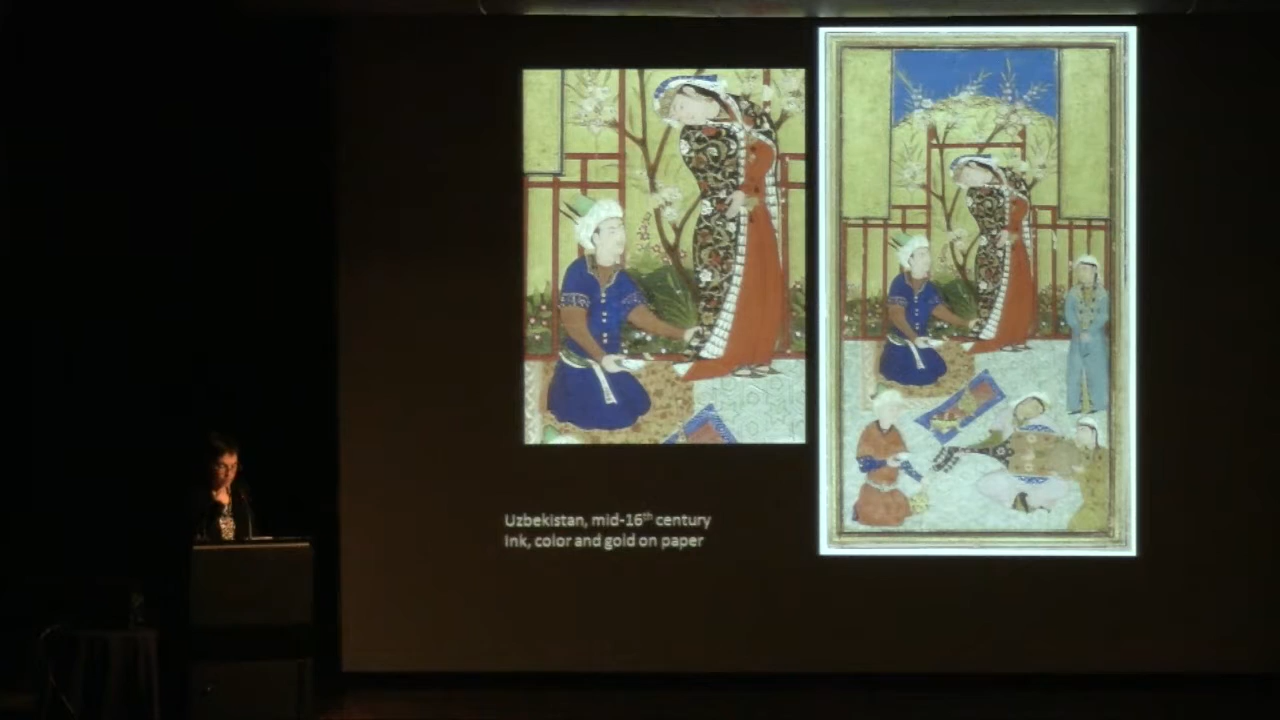 Uzbekistan, mid-16th century
Ink, color and gold on paper